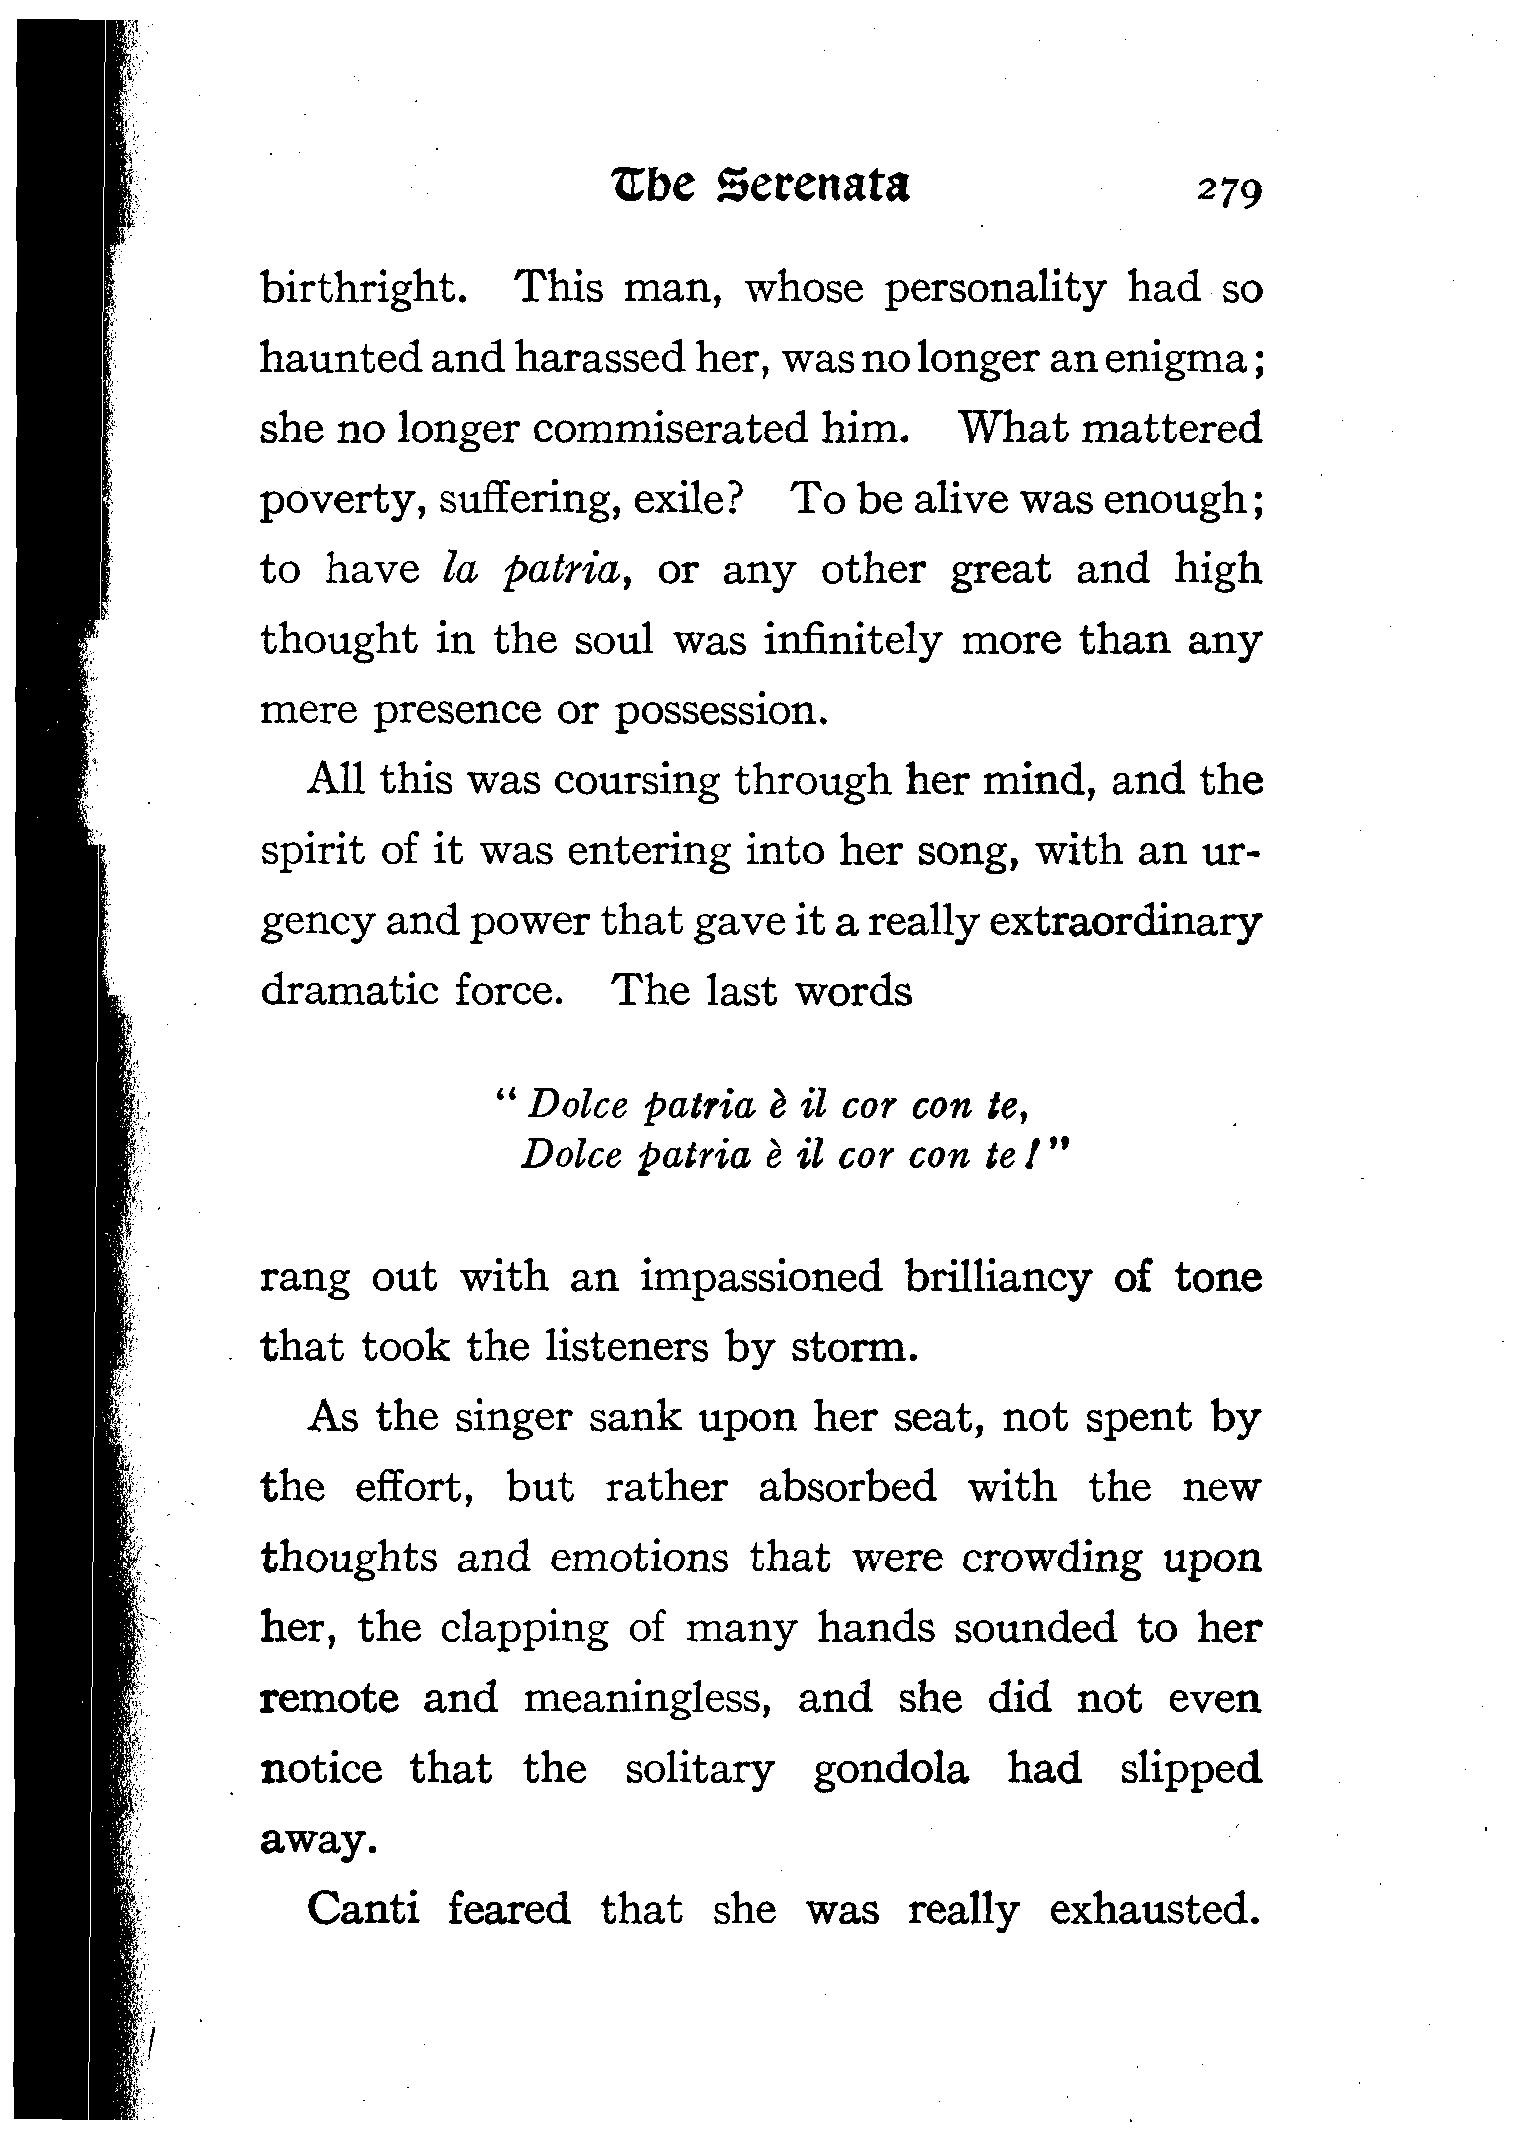 The Serenata 279
birthright. This man, whose personality had so
haunted and harassed her, was no longer an enigma;
she no longer commiserated him. What mattered
poverty, suffering, exile? To be alive was enough;
to have la patria, or any other great and high
thought in the soul was infinitely more than any
mere presence or possession.
All this was coursing through her mind, and the
spirit of it was entering into her song, with an ur-
gency and power that gave it a really extraordinary
dramatic force. The last words
" Dolce patria è il cor con te,
Dolce patria è il cor con te!"
rang out with an impassioned brilliancy of tone
that took the listeners by storm.
As the singer sank upon her seat, not spent by
the effort, but rather absorbed with the new
thoughts and emotions that were crowding upon
her, the clapping of many hands sounded to her
remote and meaningless, and she did not even
notice that the solitary gondola had slipped
away.
Canti feared that she was really exhausted.